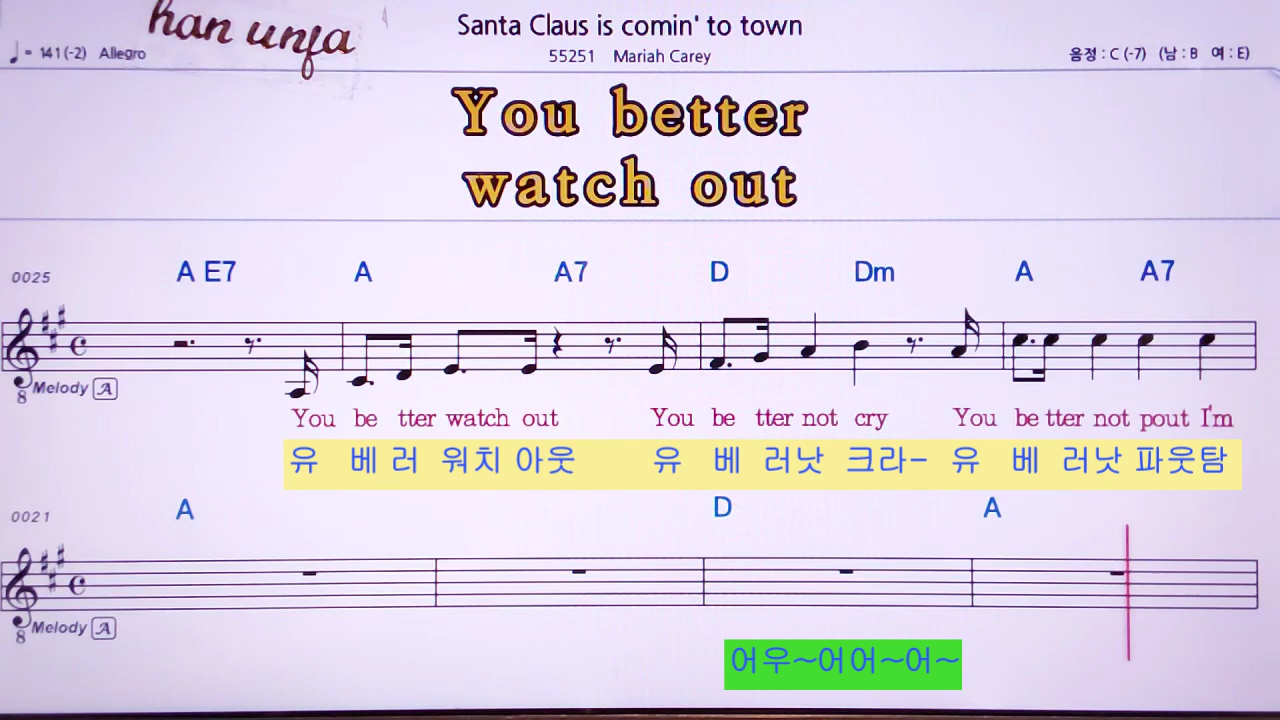 han unja
Santa Claus is comin' to town
♩ = 141(-2) Allegro
55251 Mariah Carey
음정 : C (-7) (남 : B 여 : E)
You better
watch out
0025 A E7 A A7 D Dm A A7
8 Melody A
You be tter watch out You be tter not cry You be tter not pout I'm
유 베 러 워치 아웃 유 베 러낫 크라- 유 베 러낫 파웃탐
0021 A D A
8 Melody A
어우~어어~어~